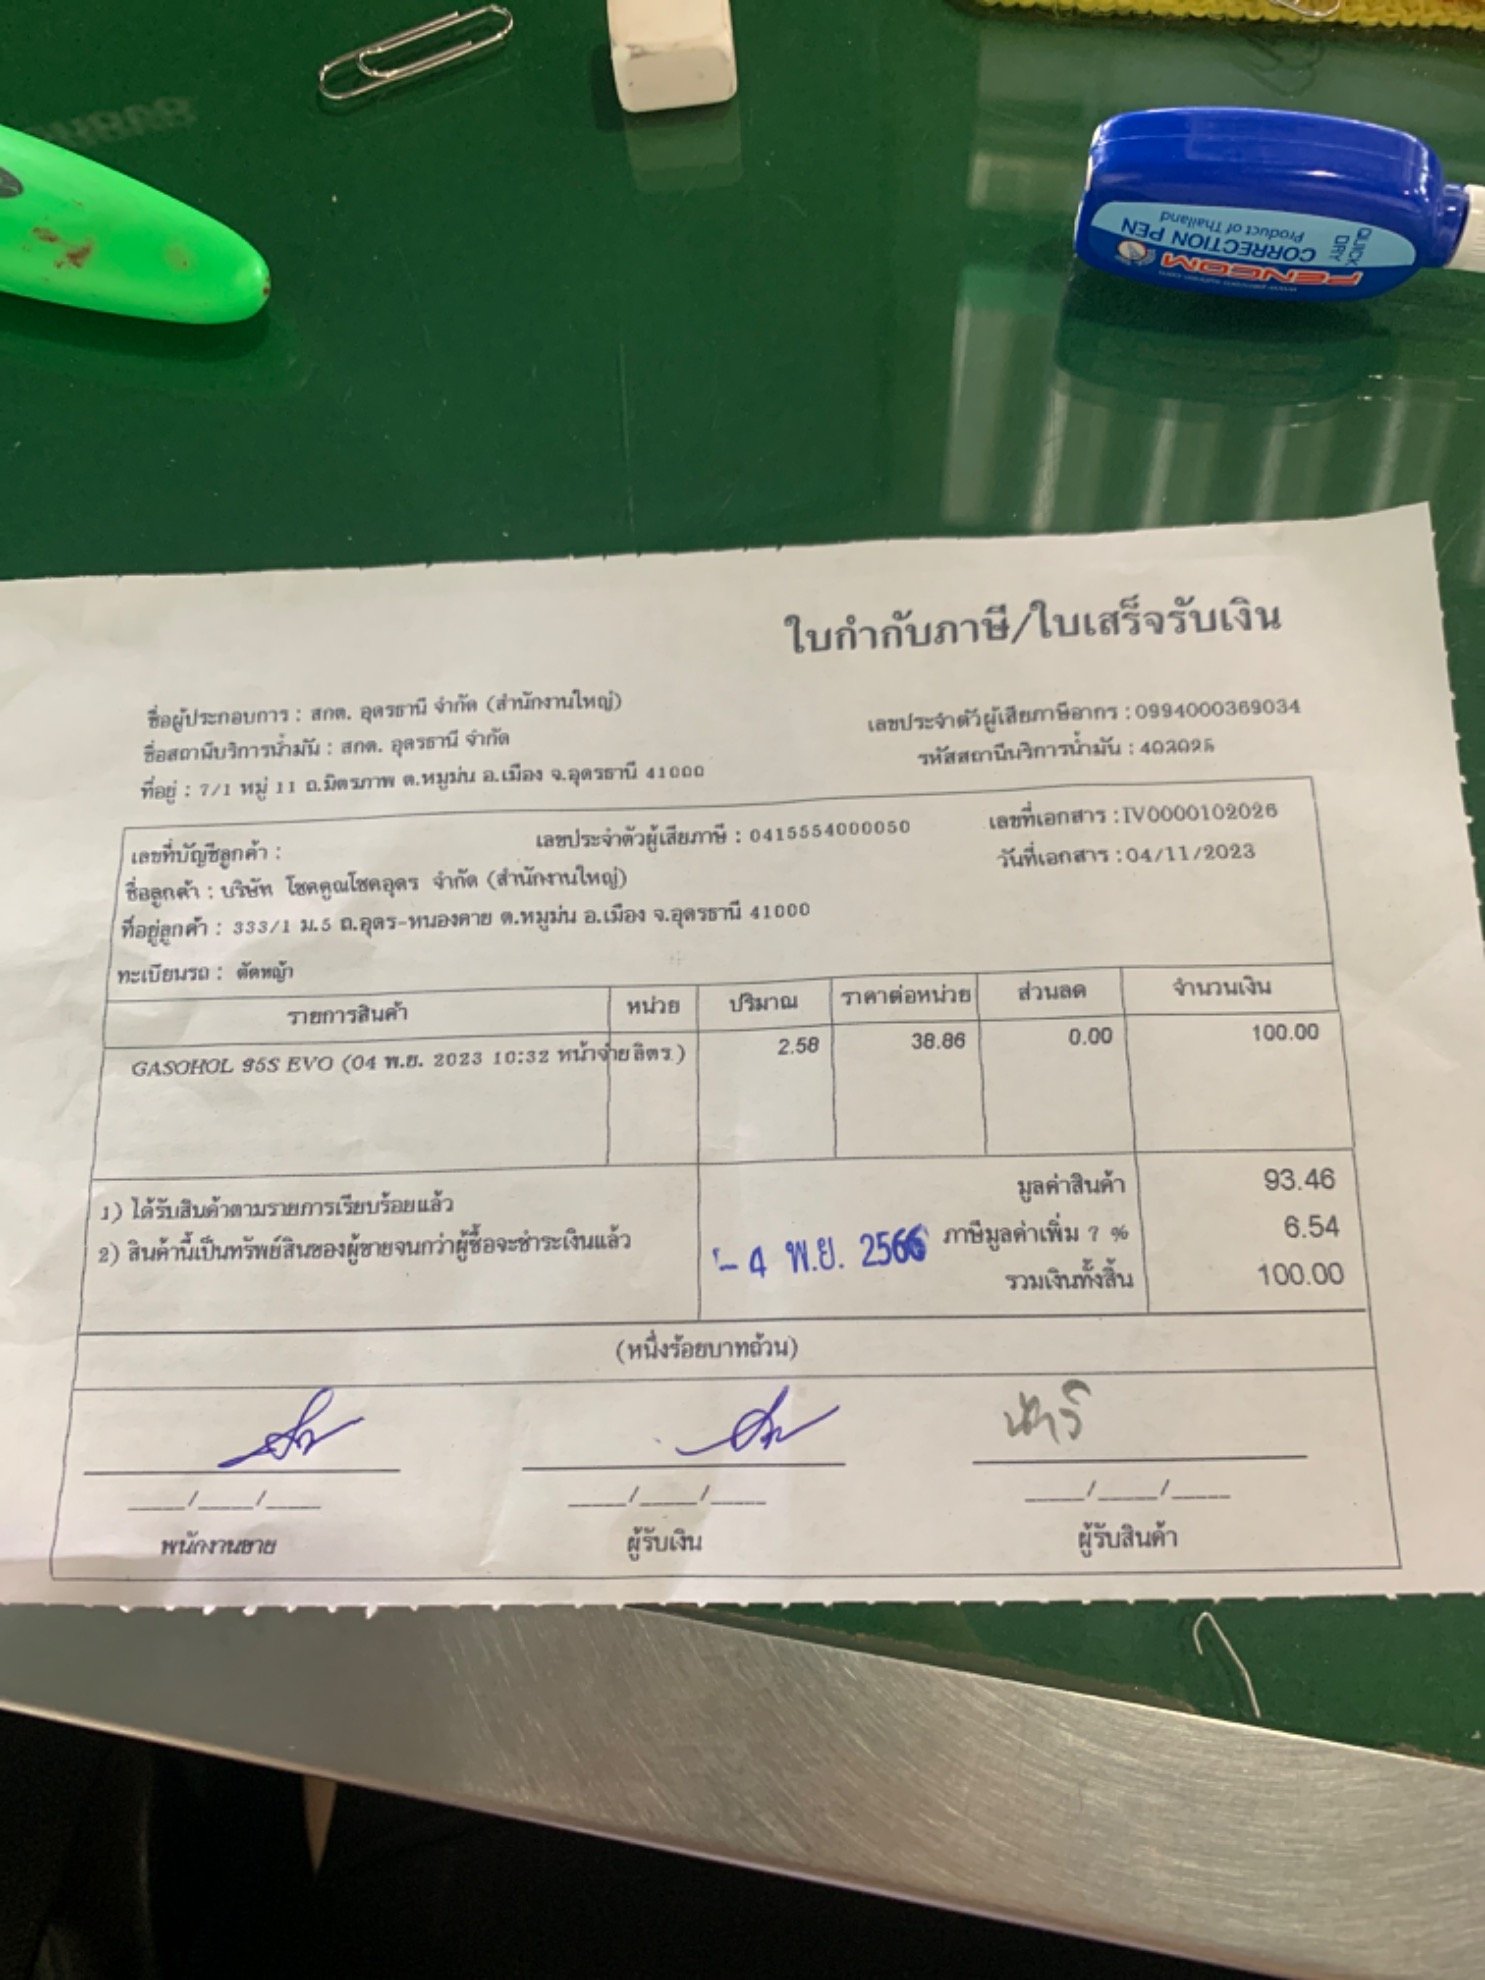 www.pencom-siam.com
PENCOM
CORRECTION PEN
Product of Thailand
QUICK DRY
ใบกำกับภาษี/ใบเสร็จรับเงิน
ชื่อผู้ประกอบการ : สกต. อุดรธานี จำกัด (สำนักงานใหญ่)
เลขประจำตัวผู้เสียภาษีอากร : 0994000369034
ชื่อสถานีบริการน้ำมัน : สกต. อุดรธานี จำกัด
รหัสสถานีบริการน้ำมัน : 403025
ที่อยู่ : 7/1 หมู่ 11 ถ.มิตรภาพ ต.หมูม่น อ.เมือง จ.อุดรธานี 41000
เลขที่บัญชีลูกค้า : เลขประจำตัวผู้เสียภาษี : 0415554000050 เลขที่เอกสาร : IV0000102026
ชื่อลูกค้า : บริษัท โชคคูณโชคอุดร จำกัด (สำนักงานใหญ่) วันที่เอกสาร : 04/11/2023
ที่อยู่ลูกค้า : 333/1 ม.5 ถ.อุดร-หนองคาย ต.หมูม่น อ.เมือง จ.อุดรธานี 41000
ทะเบียนรถ : ตัดหญ้า
รายการสินค้า หน่วย ปริมาณ ราคาต่อหน่วย ส่วนลด จำนวนเงิน
GASOHOL 95S EVO (04 พ.ย. 2023 10:32 หน้าจ่าย ลิตร ) 2.58 38.86 0.00 100.00
1) ได้รับสินค้าตามรายการเรียบร้อยแล้ว มูลค่าสินค้า 93.46
2) สินค้านี้เป็นทรัพย์สินของผู้ขายจนกว่าผู้ซื้อจะชำระเงินแล้ว ภาษีมูลค่าเพิ่ม 7 % 6.54
- 4 พ.ย. 2566
รวมเงินทั้งสิ้น 100.00
(หนึ่งร้อยบาทถ้วน)
____/____/____ ____/____/____ ____/____/____
พนักงานขาย ผู้รับเงิน ผู้รับสินค้า